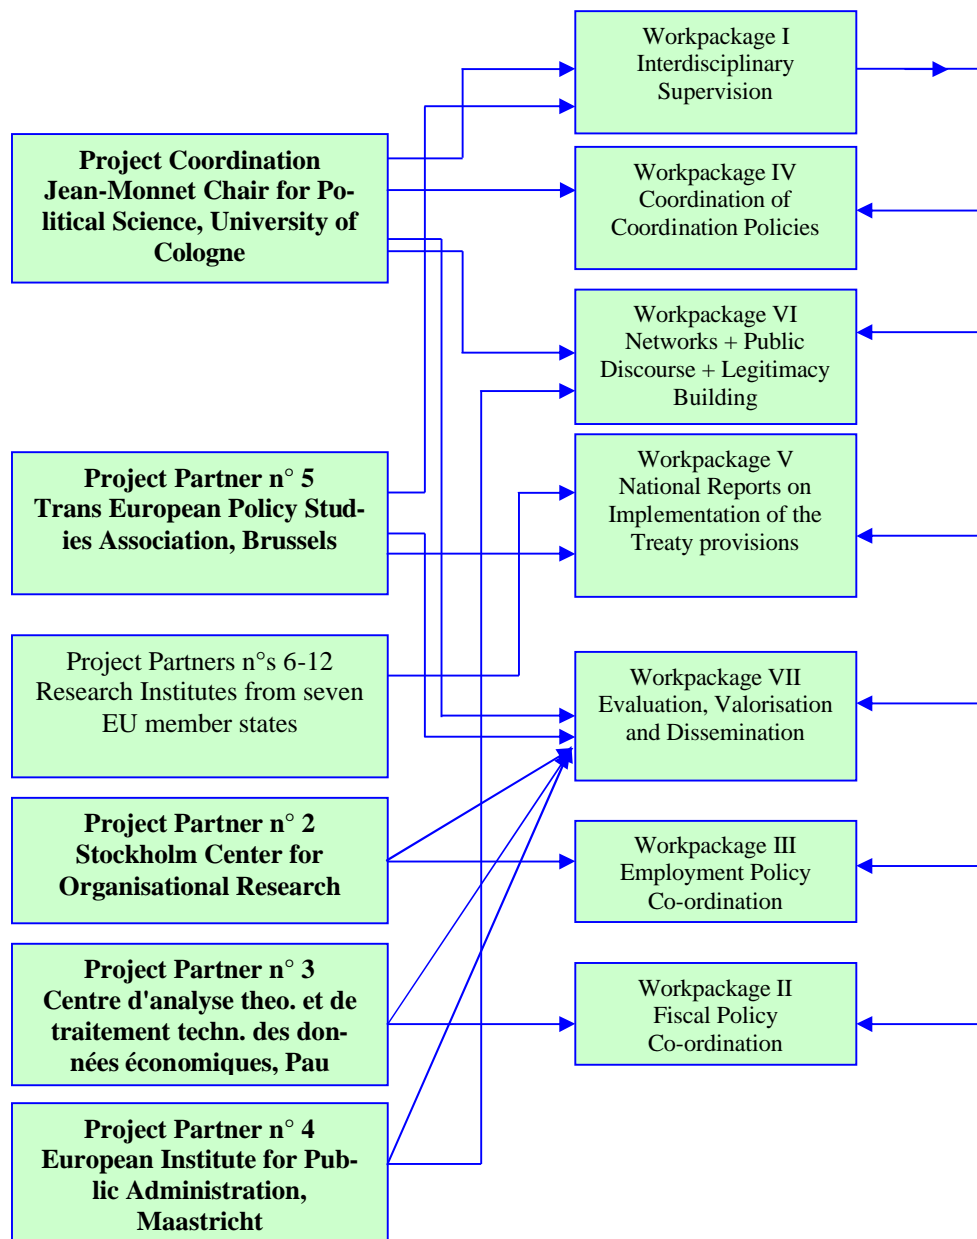 Project Coordination
Jean-Monnet Chair for Po-
litical Science, University of
Cologne
Project Partner n° 5
Trans European Policy Stud-
ies Association, Brussels
Project Partners n°s 6-12
Research Institutes from seven
EU member states
Project Partner n° 2
Stockholm Center for
Organisational Research
Project Partner n° 3
Centre d'analyse theo. et de
traitement techn. des don-
nées économiques, Pau
Project Partner n° 4
European Institute for Pub-
lic Administration,
Maastricht
Workpackage I
Interdisciplinary
Supervision
Workpackage IV
Coordination of
Coordination Policies
Workpackage VI
Networks + Public
Discourse + Legitimacy
Building
Workpackage V
National Reports on
Implementation of the
Treaty provisions
Workpackage VII
Evaluation, Valorisation
and Dissemination
Workpackage III
Employment Policy
Co-ordination
Workpackage II
Fiscal Policy
Co-ordination